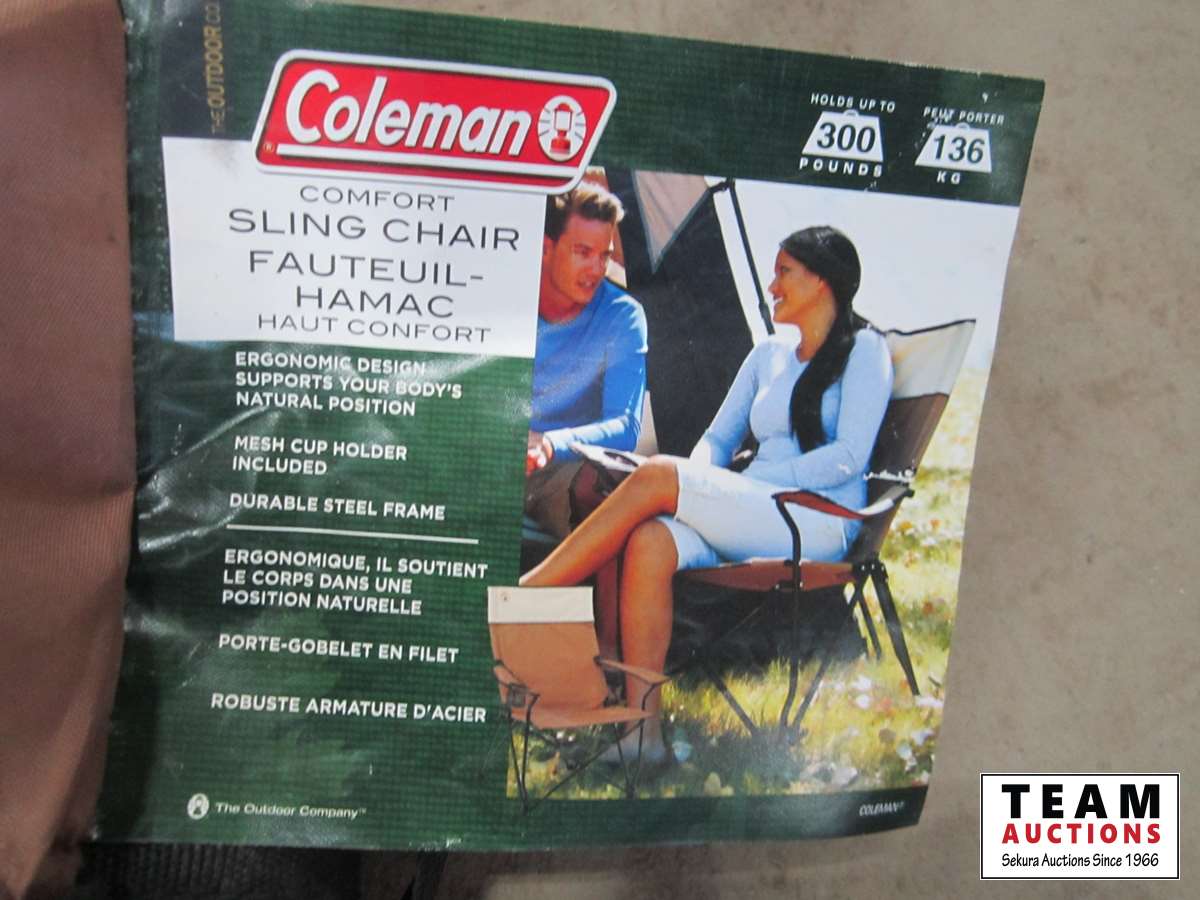 THE OUTDOOR CO
Coleman
®
HOLDS UP TO
300
POUNDS
PEUT PORTER
136
KG
COMFORT
SLING CHAIR
FAUTEUIL-
HAMAC
HAUT CONFORT
ERGONOMIC DESIGN
SUPPORTS YOUR BODY'S
NATURAL POSITION
MESH CUP HOLDER
INCLUDED
DURABLE STEEL FRAME
ERGONOMIQUE, IL SOUTIENT
LE CORPS DANS UNE
POSITION NATURELLE
PORTE-GOBELET EN FILET
ROBUSTE ARMATURE D'ACIER
The Outdoor Company™
COLEMAN®
TEAM
AUCTIONS
Sekura Auctions Since 1966